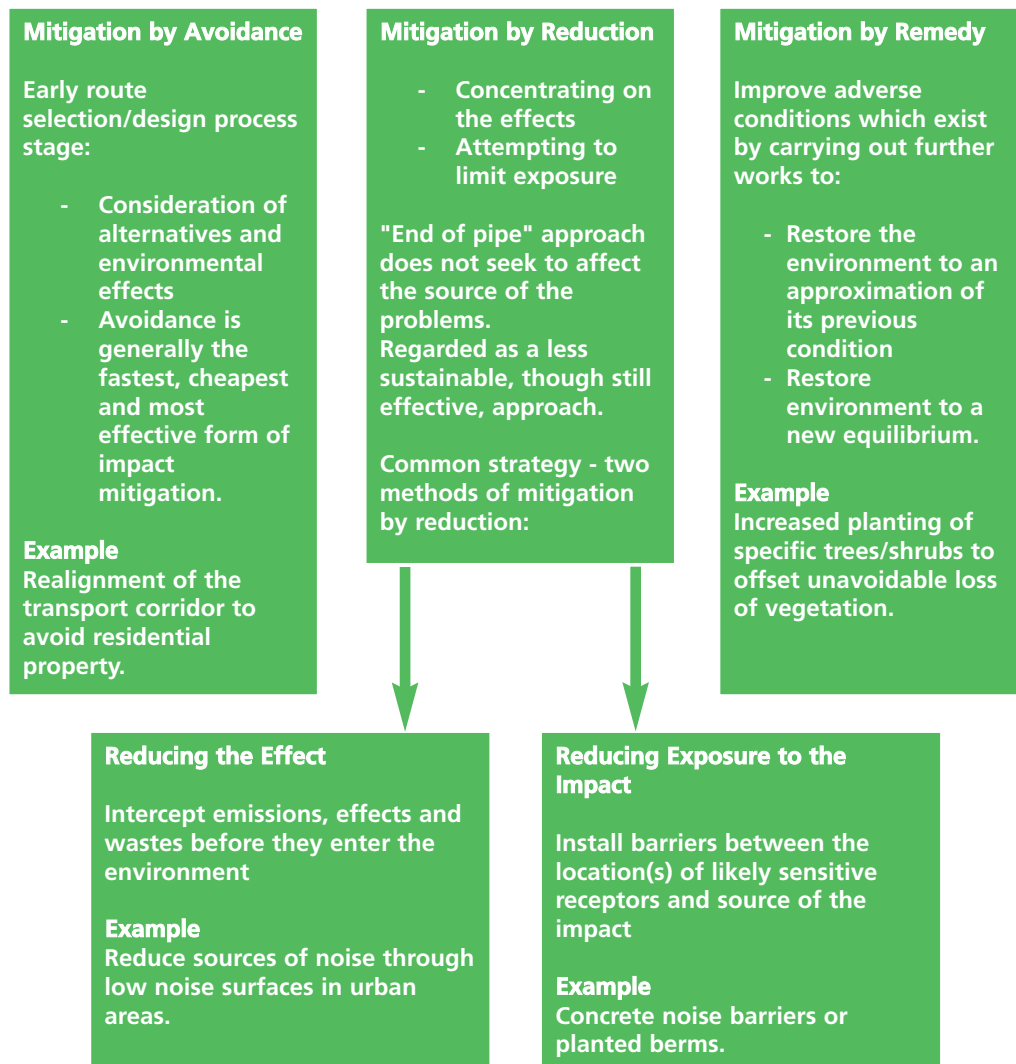 Mitigation by Avoidance
Early route
selection/design process
stage:
- Consideration of
alternatives and
environmental
effects
- Avoidance is
generally the
fastest, cheapest
and most
effective form of
impact
mitigation.
Example
Realignment of the
transport corridor to
avoid residential
property.
Mitigation by Reduction
- Concentrating on
the effects
- Attempting to
limit exposure
"End of pipe" approach
does not seek to affect
the source of the
problems.
Regarded as a less
sustainable, though still
effective, approach.
Common strategy - two
methods of mitigation
by reduction:
Mitigation by Remedy
Improve adverse
conditions which exist
by carrying out further
works to:
- Restore the
environment to an
approximation of
its previous
condition
- Restore
environment to a
new equilibrium.
Example
Increased planting of
specific trees/shrubs to
offset unavoidable loss
of vegetation.
Reducing the Effect
Intercept emissions, effects and
wastes before they enter the
environment
Example
Reduce sources of noise through
low noise surfaces in urban
areas.
Reducing Exposure to the
Impact
Install barriers between the
location(s) of likely sensitive
receptors and source of the
impact
Example
Concrete noise barriers or
planted berms.